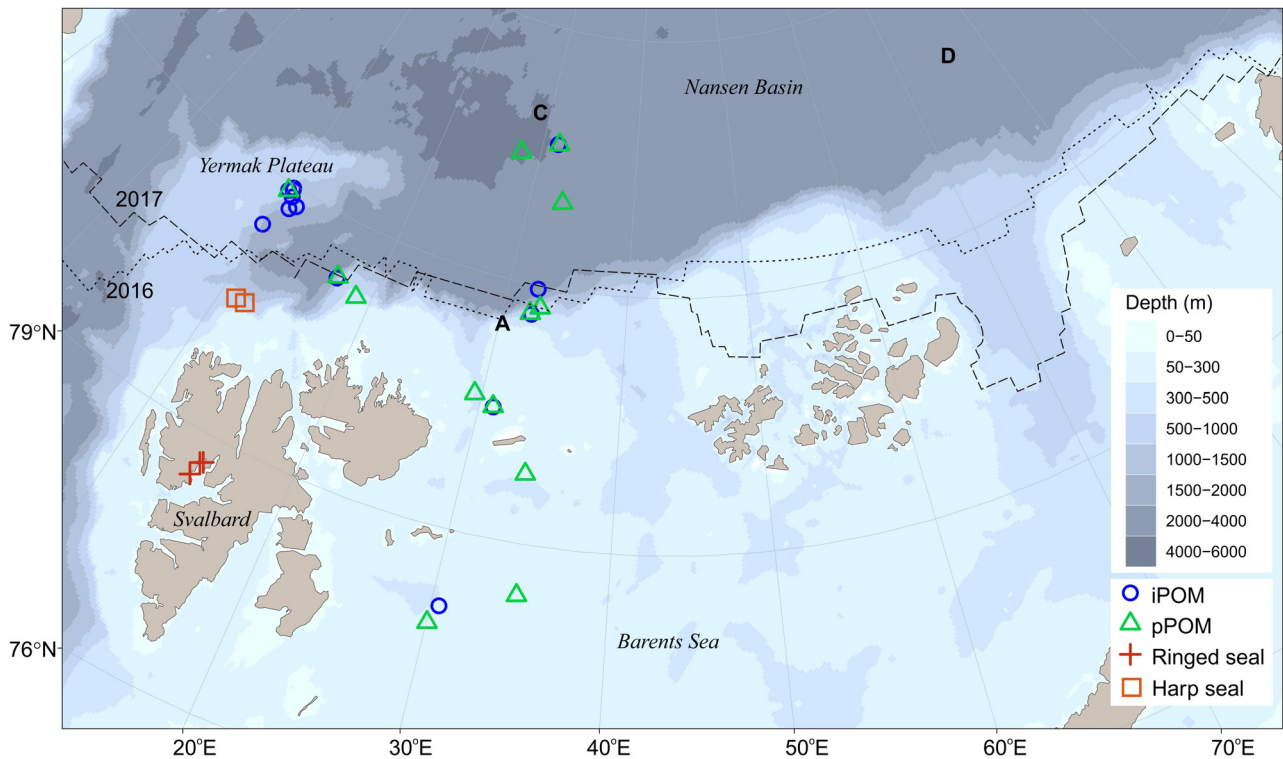 D
Nansen Basin
C
Yermak Plateau
2017
2016
A
79°N
Svalbard
Barents Sea
76°N
Depth (m)
0–50
50–300
300–500
500–1000
1000–1500
1500–2000
2000–4000
4000–6000
iPOM
pPOM
Ringed seal
Harp seal
20°E 30°E 40°E 50°E 60°E 70°E